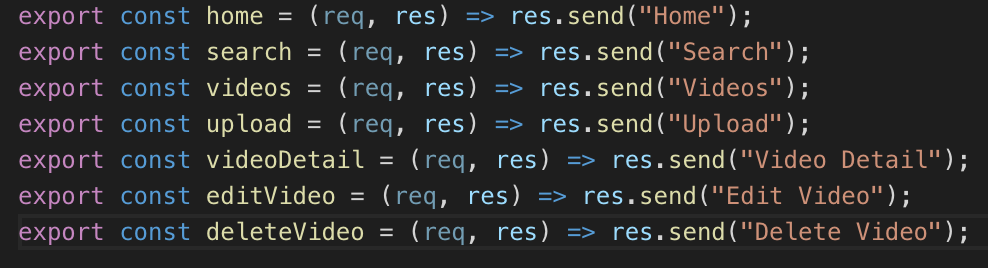 export const home = (req, res) => res.send("Home");
export const search = (req, res) => res.send("Search");
export const videos = (req, res) => res.send("Videos");
export const upload = (req, res) => res.send("Upload");
export const videoDetail = (req, res) => res.send("Video Detail");
export const editVideo = (req, res) => res.send("Edit Video");
export const deleteVideo = (req, res) => res.send("Delete Video");